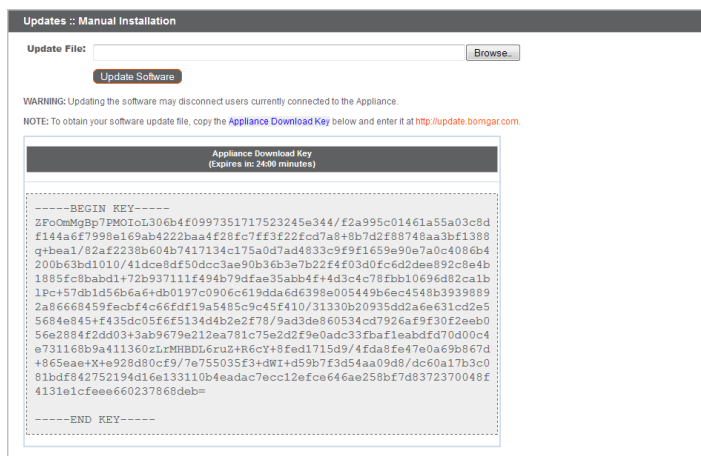 Updates :: Manual Installation
Update File:
Browse..
Update Software
WARNING: Updating the software may disconnect users currently connected to the Appliance.
NOTE: To obtain your software update file, copy the Appliance Download Key below and enter it at http://update.bomgar.com.
Appliance Download Key
(Expires in: 24:00 minutes)
-----BEGIN KEY-----
ZFoOmMgBp7PMOIoL306b4f0997351717523245e344/f2a995c01461a55a03c8d
f144a6f7998e169ab4222baa4f28fc7ff3f22fcd7a8+8b7d2f88748aa3bf1388
q+bea1/82af2238b604b7417134c175a0d7ad4833c9f9f1659e90e7a0c4086b4
200b63bd1010/41dce8df50dcc3ae90b36b3e7b22f4f03d0fc6d2dee892c8e4b
1885fc8babd1+72b937111f494b79dfae35abb4f+4d3c4c78fbb10696d82ca1b
lPc+57db1d56b6a6+db0197c0906c619dda6d6398e005449b6ec4548b3939889
2a86668459fecbf4c66fdf19a5485c9c45f410/31330b20935dd2a6e631cd2e5
5684e845+f435dc05f6f5134d4b2e2f78/9ad3de860534cd7926af9f30f2eeb0
56e2884f2dd03+3ab9679e212ea781c75e2d2f9e0adc33fbaf1eabdfd70d00c4
e731168b9a411360zLrMHBDL6ruZ+R6cY+8fed1715d9/4fda8fe47e0a69b867d
+865eae+X+e928d80cf9/7e755035f3+dWI+d59b7f3d54aa09d8/dc60a17b3c0
81bdf842752194d16e133110b4eadac7ecc12efce646ae258bf7d8372370048f
4131e1cfeee660237868deb=
-----END KEY-----